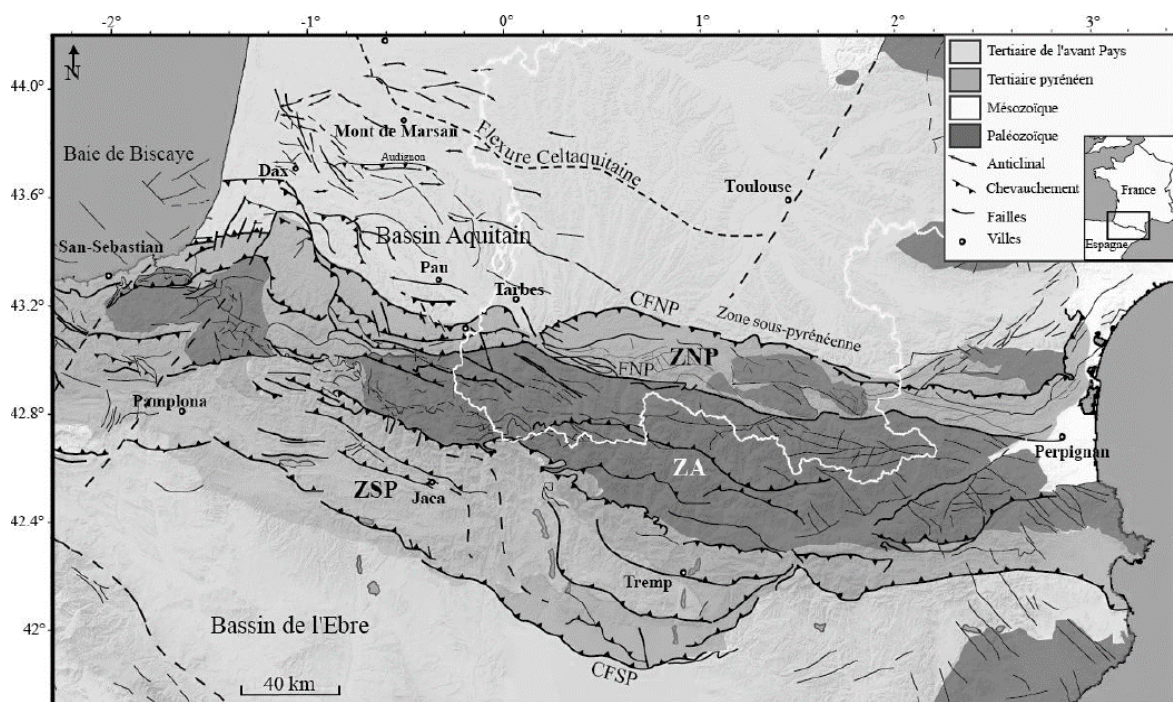 -2° -1° 0° 1° 2° 3°
44.0°
43.6°
43.2°
42.8°
42.4°
42°
N
Tertiaire de l'avant Pays
Tertiaire pyrénéen
Mésozoïque
Paléozoïque
Anticlinal
Chevauchement
Failles
Villes
France
Espagne
Mont de Marsan
Flexure Celtaquitaine
Baie de Biscaye
Audignon
Dax
Toulouse
Bassin Aquitain
San-Sebastian
Pau
Tarbes
CFNP
Zone sous-pyrénéenne
ZNP
FNP
Pamplona
Perpignan
ZA
ZSP
Jaca
Tremp
Bassin de l'Ebre
CFSP
40 km